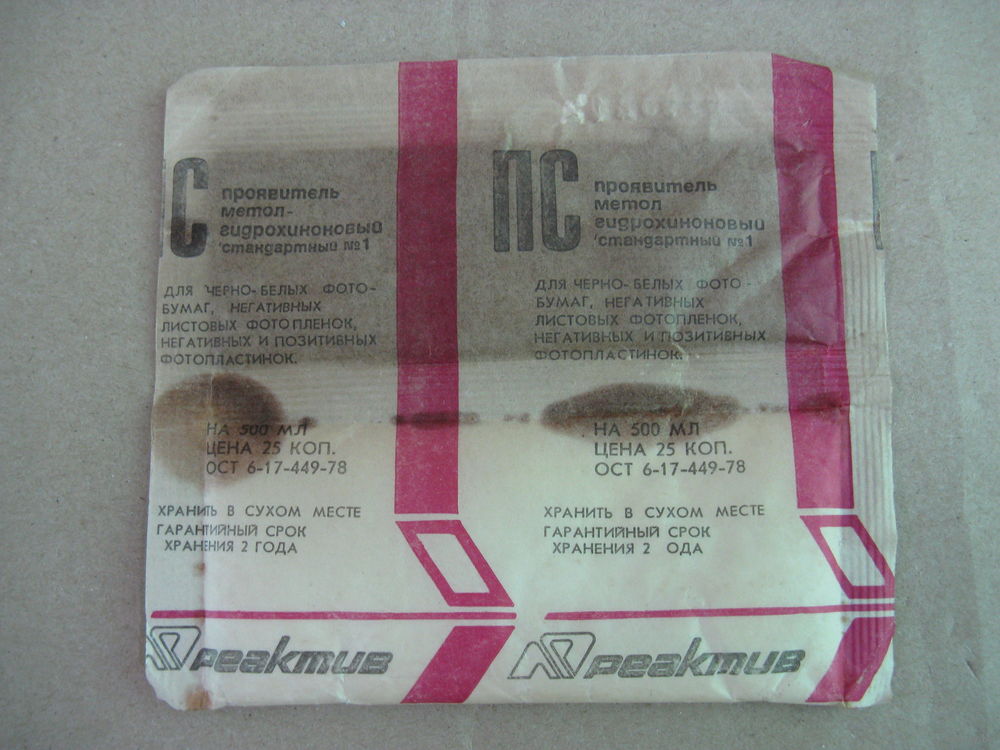 ПС
проявитель
метол-
гидрохиноновый
"стандартный №1
ДЛЯ ЧЕРНО-БЕЛЫХ ФОТО-
БУМАГ, НЕГАТИВНЫХ
ЛИСТОВЫХ ФОТОПЛЕНОК,
НЕГАТИВНЫХ И ПОЗИТИВНЫХ
ФОТОПЛАСТИНОК.
НА 500 МЛ
ЦЕНА 25 КОП.
ОСТ 6-17-449-78
ХРАНИТЬ В СУХОМ МЕСТЕ
ГАРАНТИЙНЫЙ СРОК
ХРАНЕНИЯ 2 ГОДА
реактив
ПС
проявитель
метол
гидрохиноновый
"стандартный №1
ДЛЯ ЧЕРНО-БЕЛЫХ ФОТО-
БУМАГ, НЕГАТИВНЫХ
ЛИСТОВЫХ ФОТОПЛЕНОК,
НЕГАТИВНЫХ И ПОЗИТИВНЫХ
ФОТОПЛАСТИНОК.
НА 500 МЛ
ЦЕНА 25 КОП.
ОСТ 6-17-449-78
ХРАНИТЬ В СУХОМ МЕСТЕ
ГАРАНТИЙНЫЙ СРОК
ХРАНЕНИЯ 2 ОДА
реактив